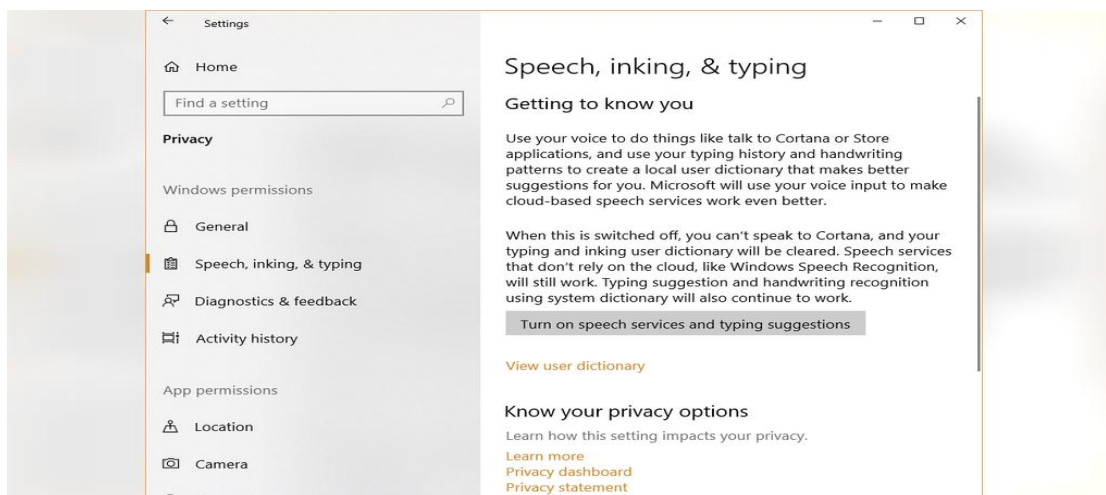 Settings
Home
Find a setting
Privacy
Windows permissions
General
Speech, inking, & typing
Diagnostics & feedback
Activity history
App permissions
Location
Camera
Speech, inking, & typing
Getting to know you
Use your voice to do things like talk to Cortana or Store
applications, and use your typing history and handwriting
patterns to create a local user dictionary that makes better
suggestions for you. Microsoft will use your voice input to make
cloud-based speech services work even better.
When this is switched off, you can't speak to Cortana, and your
typing and inking user dictionary will be cleared. Speech services
that don't rely on the cloud, like Windows Speech Recognition,
will still work. Typing suggestion and handwriting recognition
using system dictionary will also continue to work.
Turn on speech services and typing suggestions
View user dictionary
Know your privacy options
Learn how this setting impacts your privacy.
Learn more
Privacy dashboard
Privacy statement